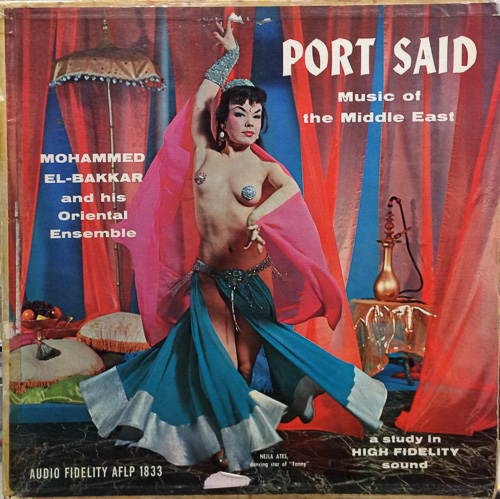 PORT SAID
Music of
the Middle East
MOHAMMED
EL-BAKKAR
and his
Oriental
Ensemble
a study in
HIGH FIDELITY
sound
NEJLA ATES,
dancing star of "Fanny"
AUDIO FIDELITY AFLP 1833